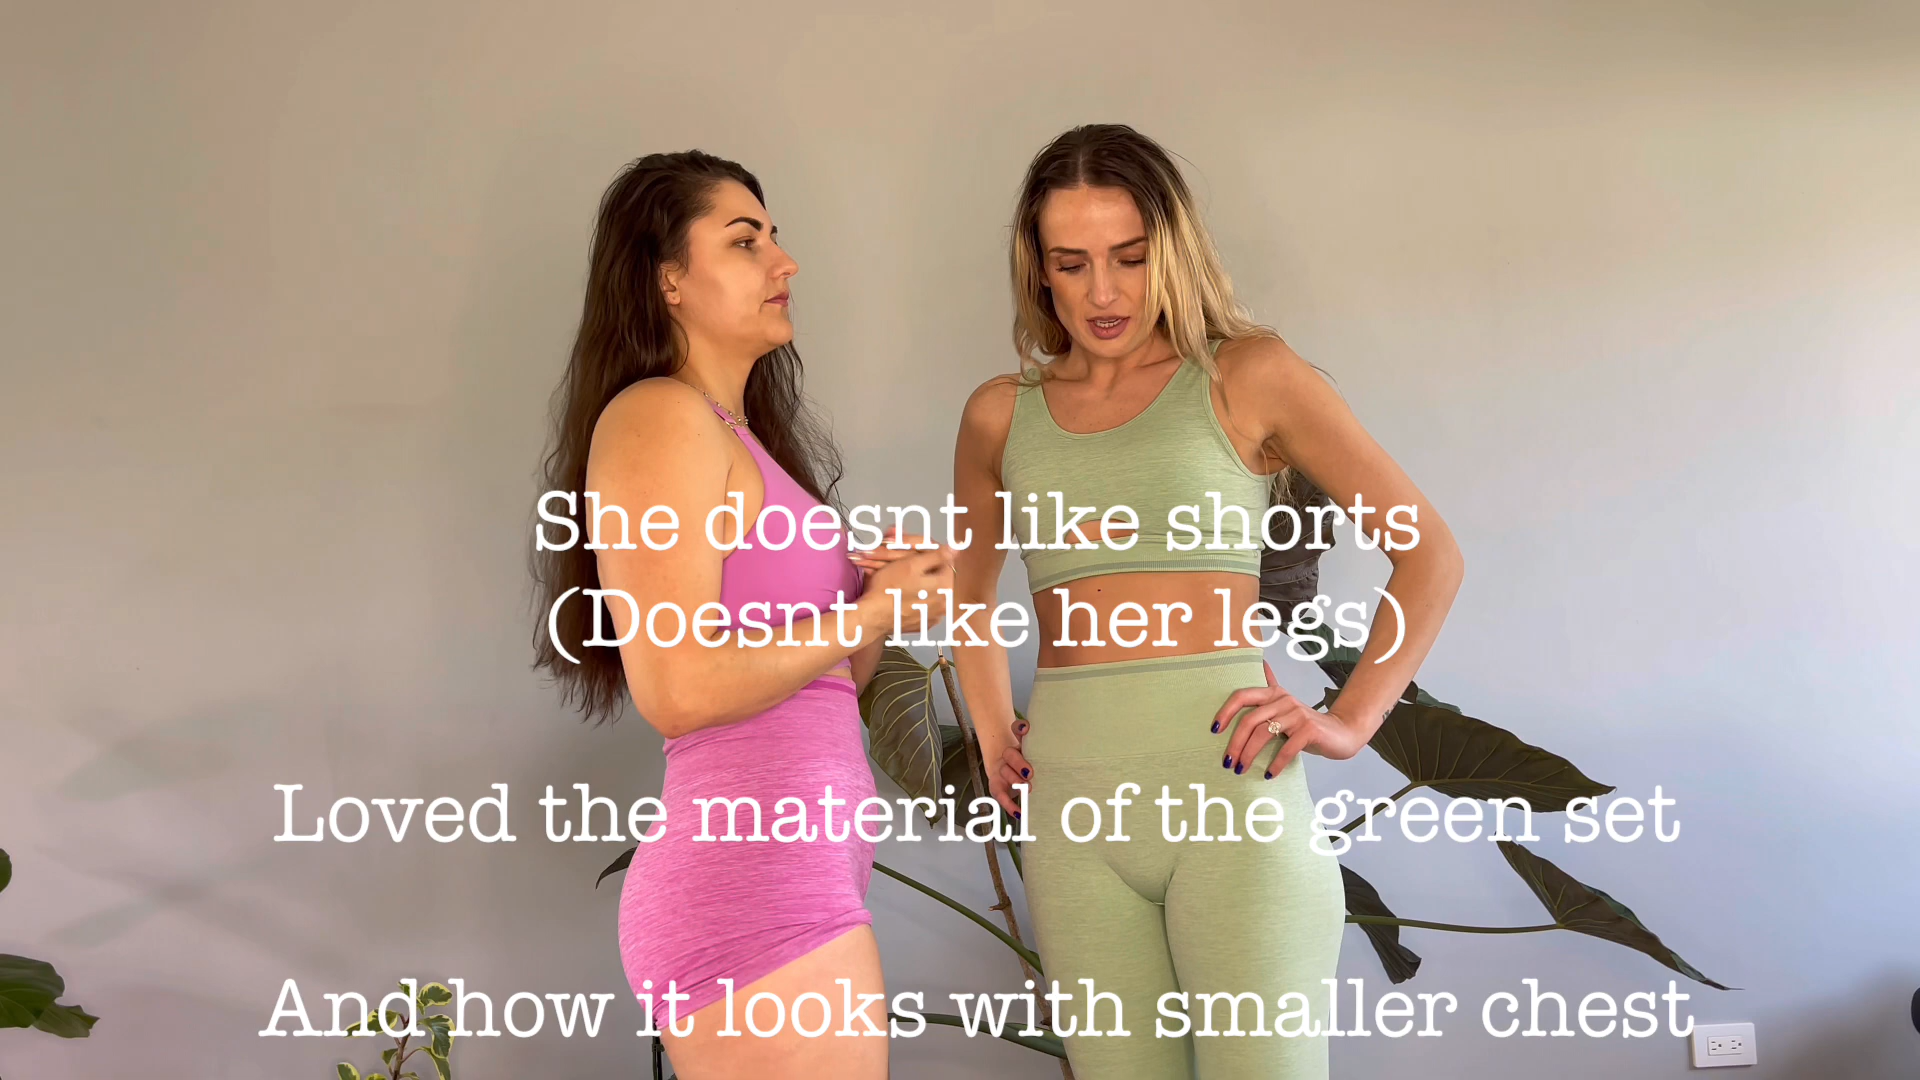 She doesnt like shorts
(Doesnt like her legs)
Loved the material of the green set
And how it looks with smaller chest